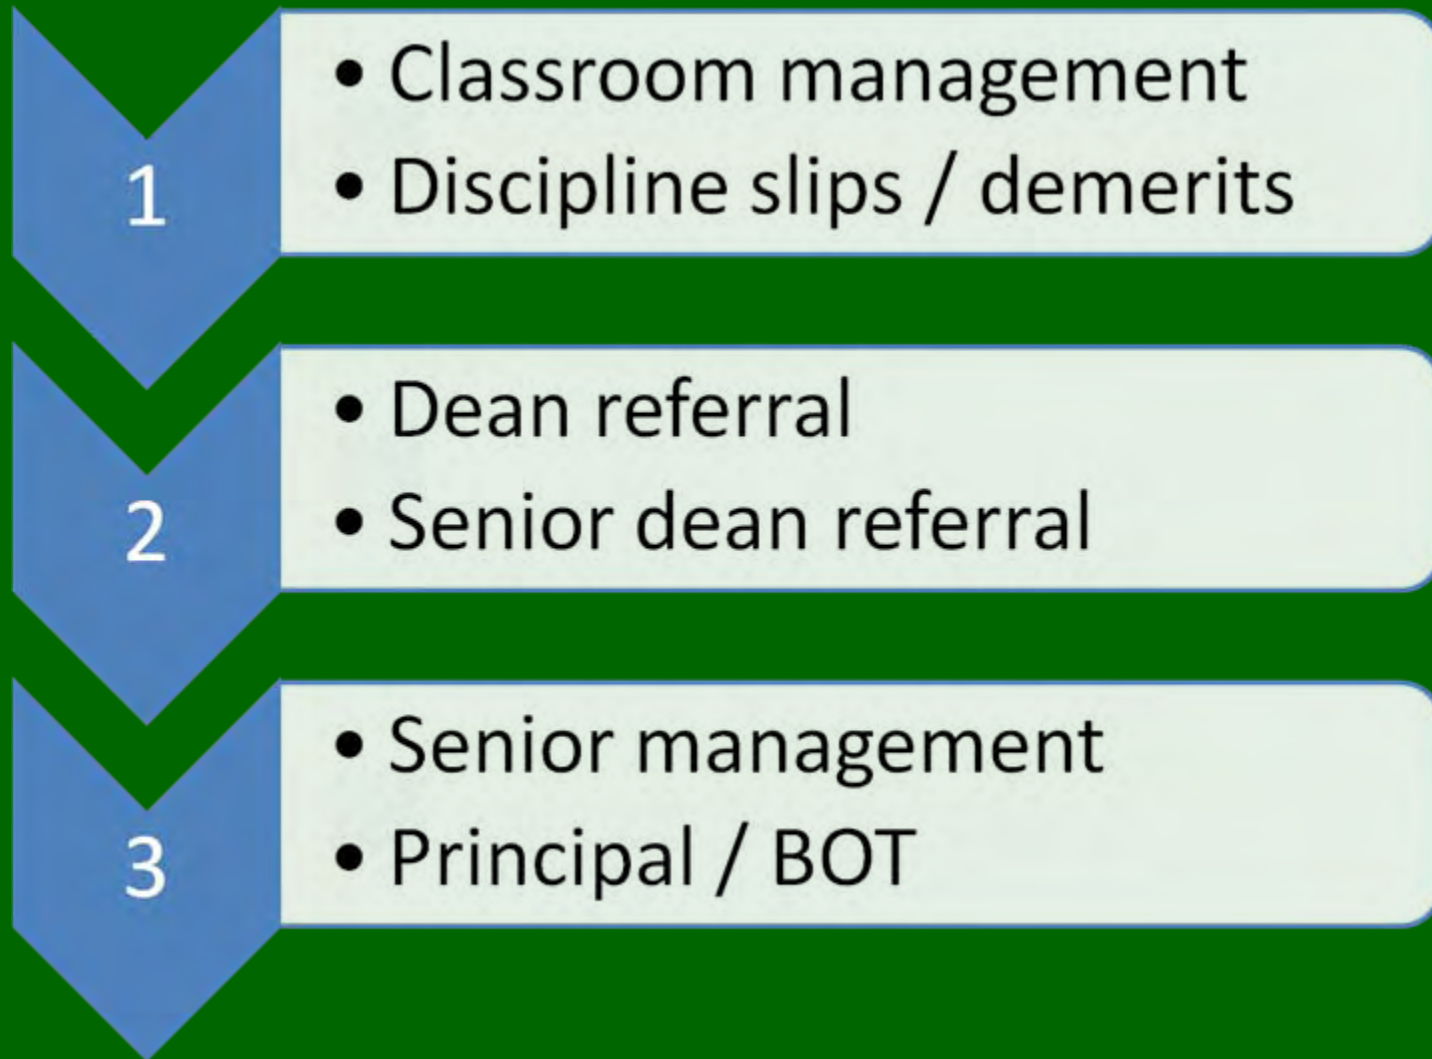 1
• Classroom management
• Discipline slips / demerits
2
• Dean referral
• Senior dean referral
3
• Senior management
• Principal / BOT